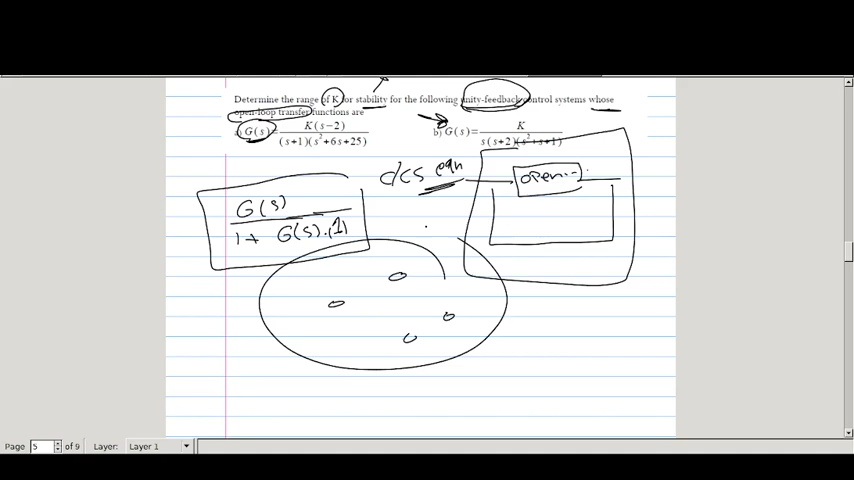 Determine the range of K for stability for the following unity-feedback control systems whose
open-loop transfer functions are
a) G(s)= K(s−2) / (s+1)(s²+6s+25)
b) G(s)= K / s(s+2)(s²+s+1)
c/cs eqn
open--
G(s)
1+ G(s).(1)
Page 5 of 9 Layer: Layer 1